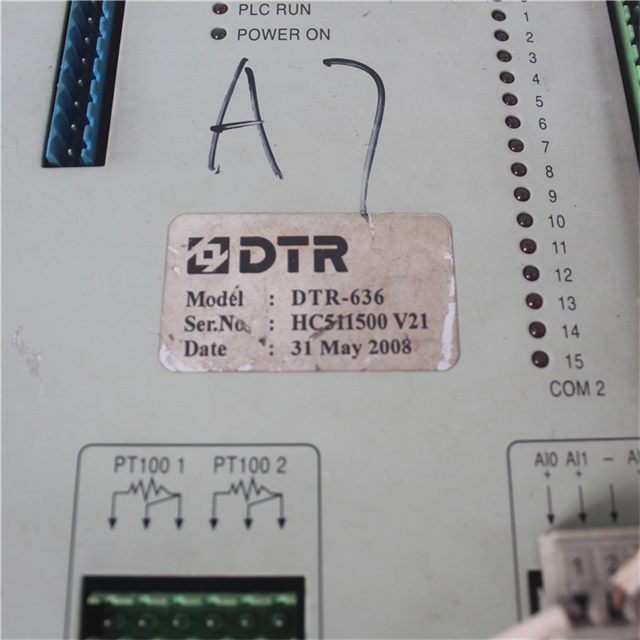 PLC RUN
POWER ON
1
2
3
4
5
6
7
8
9
10
11
12
13
14
15
COM 2
A7
DTR
Model : DTR-636
Ser.No. : HC511500 V21
Date : 31 May 2008
PT100 1 PT100 2
AI0 AI1 –
+ +
1 2